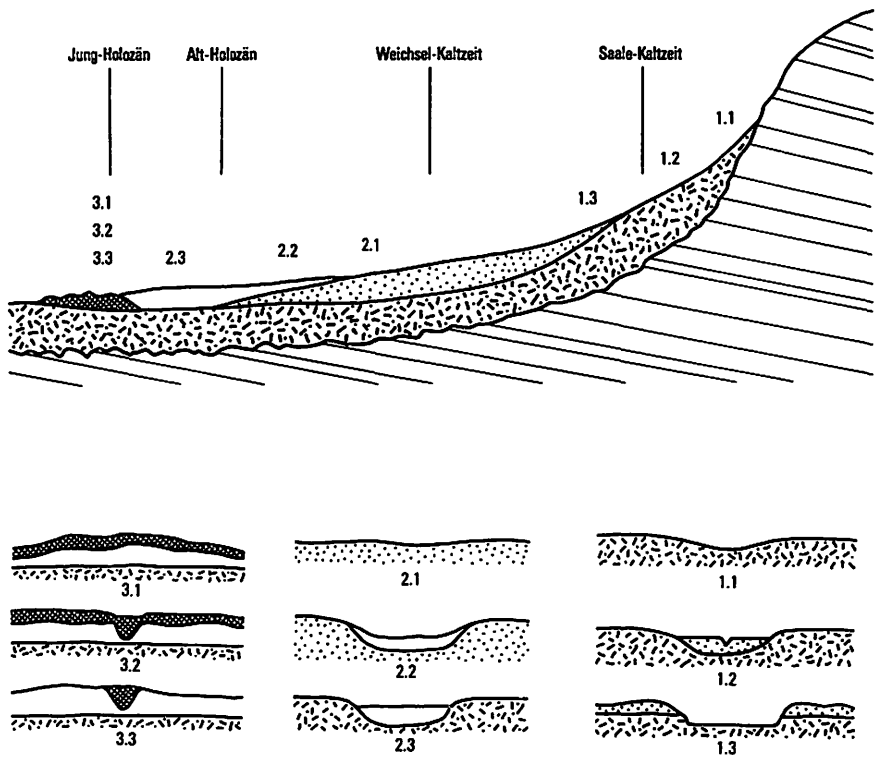 Jung-Holozän Alt-Holozän Weichsel-Kaltzeit Saale-Kaltzeit
1.1
1.2
3.1 1.3
3.2 2.2 2.1
3.3 2.3
3.1 2.1 1.1
3.2 2.2 1.2
3.3 2.3 1.3